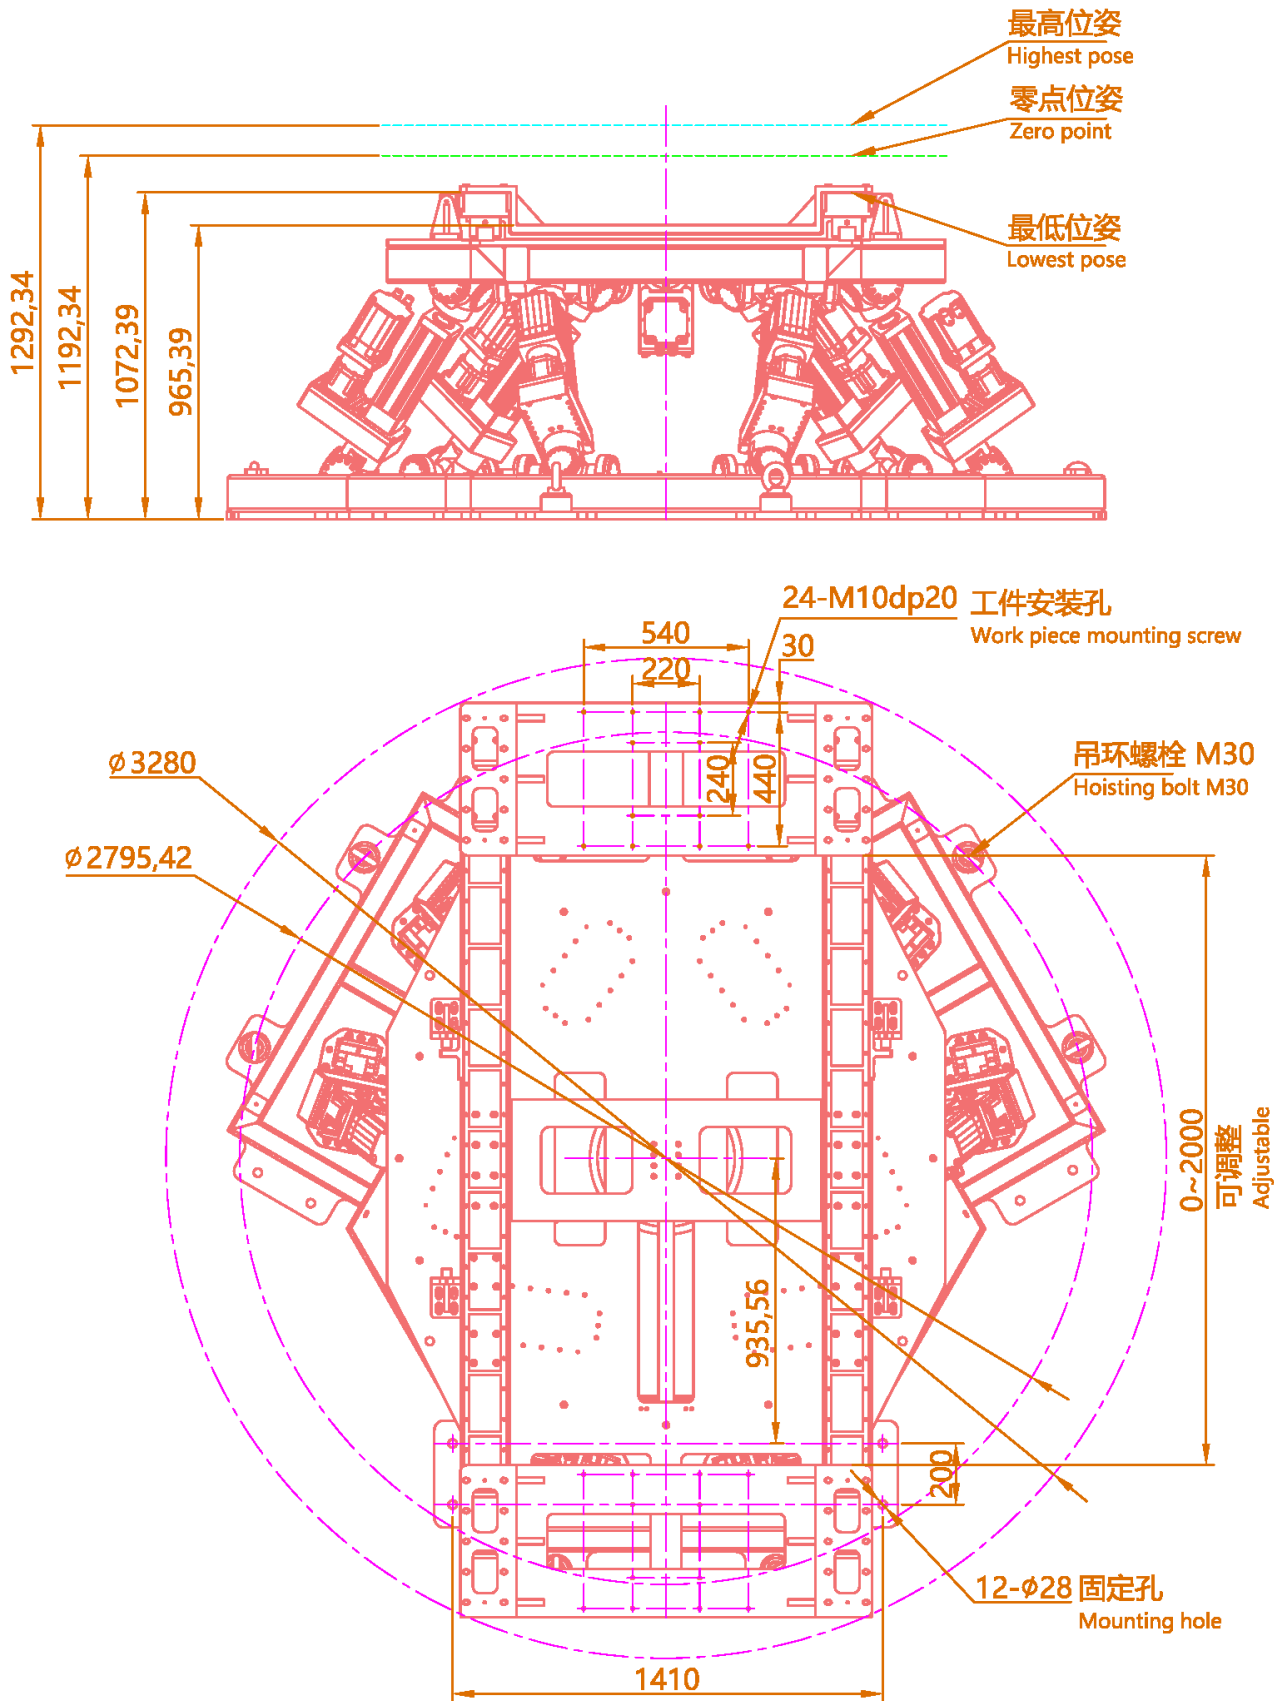 最高位姿
Highest pose
零点位姿
Zero point
最低位姿
Lowest pose
1292,34
1192,34
1072,39
965,39
24-M10dp20 工件安装孔
Work piece mounting screw
540
30
220
240
440
吊环螺栓 M30
Hoisting bolt M30
ϕ3280
ϕ2795,42
0~2000
可调整
Adjustable
935,56
200
12-ϕ28 固定孔
Mounting hole
1410